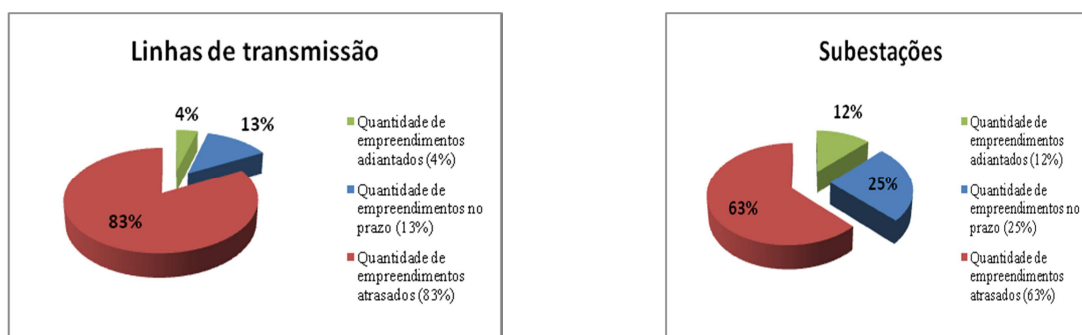 Linhas de transmissão
4%
13%
83%
Quantidade de
empreendimentos
adiantados (4%)
Quantidade de
empreendimentos no
prazo (13%)
Quantidade de
empreendimentos
atrasados (83%)
Subestações
12%
25%
63%
Quantidade de
empreendimentos
adiantados (12%)
Quantidade de
empreendimentos no
prazo (25%)
Quantidade de
empreendimentos
atrasados (63%)